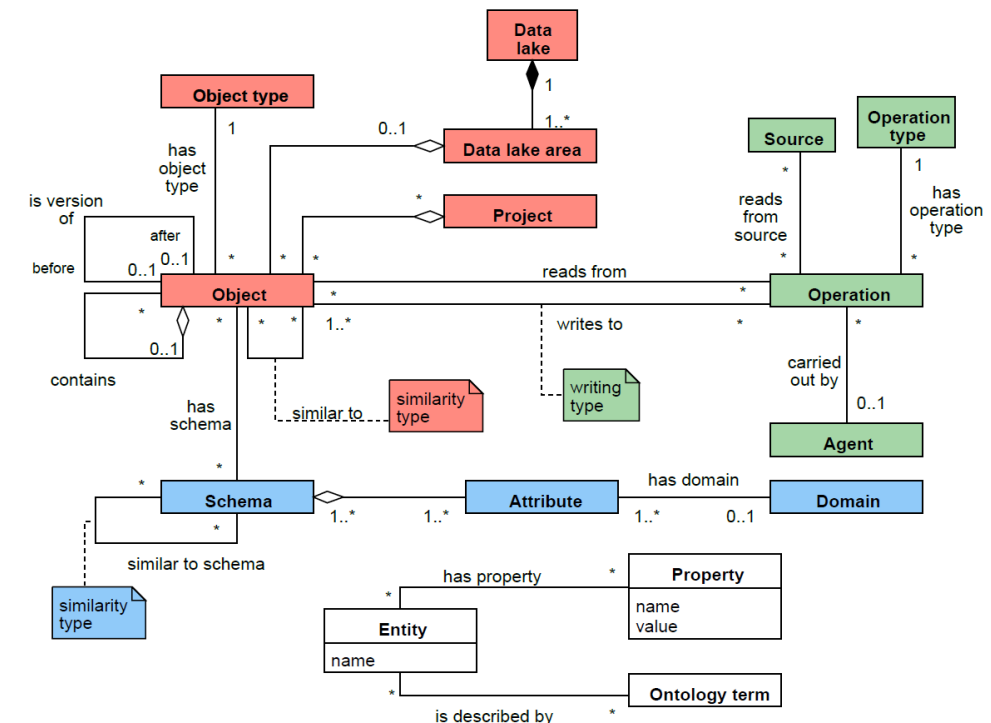 Data
lake
1
1..*
Object type
1
0..1
Data lake area
has
object
type
*
Project
Source
Operation
type
*
1
reads
from
source
has
operation
type
is version
of
after
before
0..1
0..1
*
*
*
*
*
Object
reads from
*
*
Operation
*
0..1
*
*
*
1..*
writes to
*
*
contains
similar to
similarity
type
writing
type
carried
out by
0..1
Agent
has
schema
*
*
Schema
*
1..*
1..*
Attribute
has domain
1..*
0..1
Domain
similar to schema
similarity
type
has property
*
*
Property
name
value
Entity
name
*
Ontology term
is described by
*